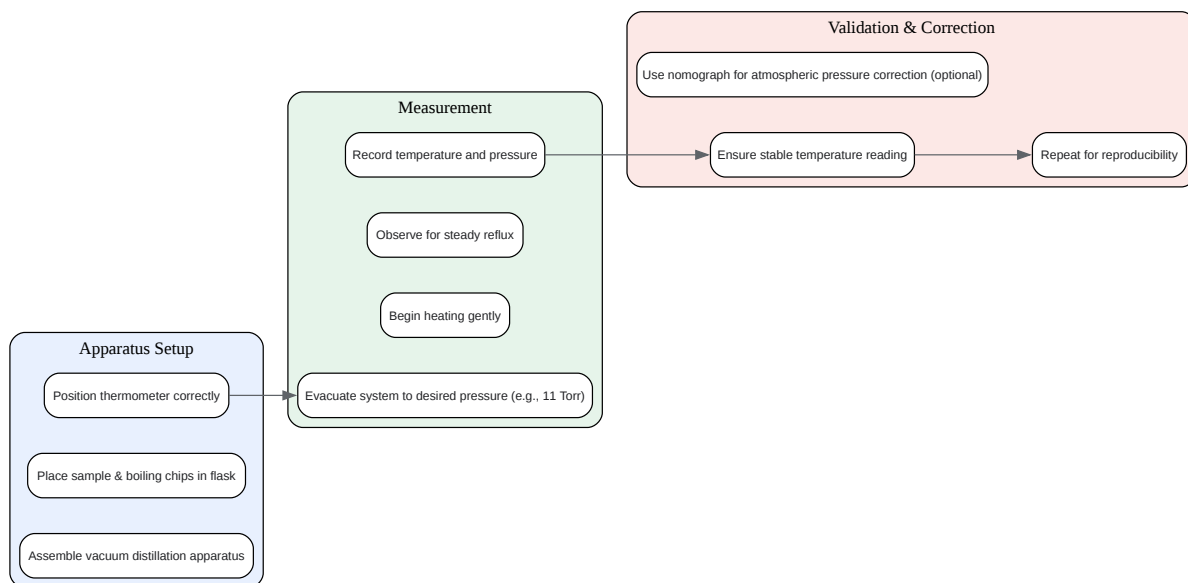 Validation & Correction
Use nomograph for atmospheric pressure correction (optional)
Ensure stable temperature reading
Repeat for reproducibility
Measurement
Record temperature and pressure
Observe for steady reflux
Begin heating gently
Evacuate system to desired pressure (e.g., 11 Torr)
Apparatus Setup
Position thermometer correctly
Place sample & boiling chips in flask
Assemble vacuum distillation apparatus